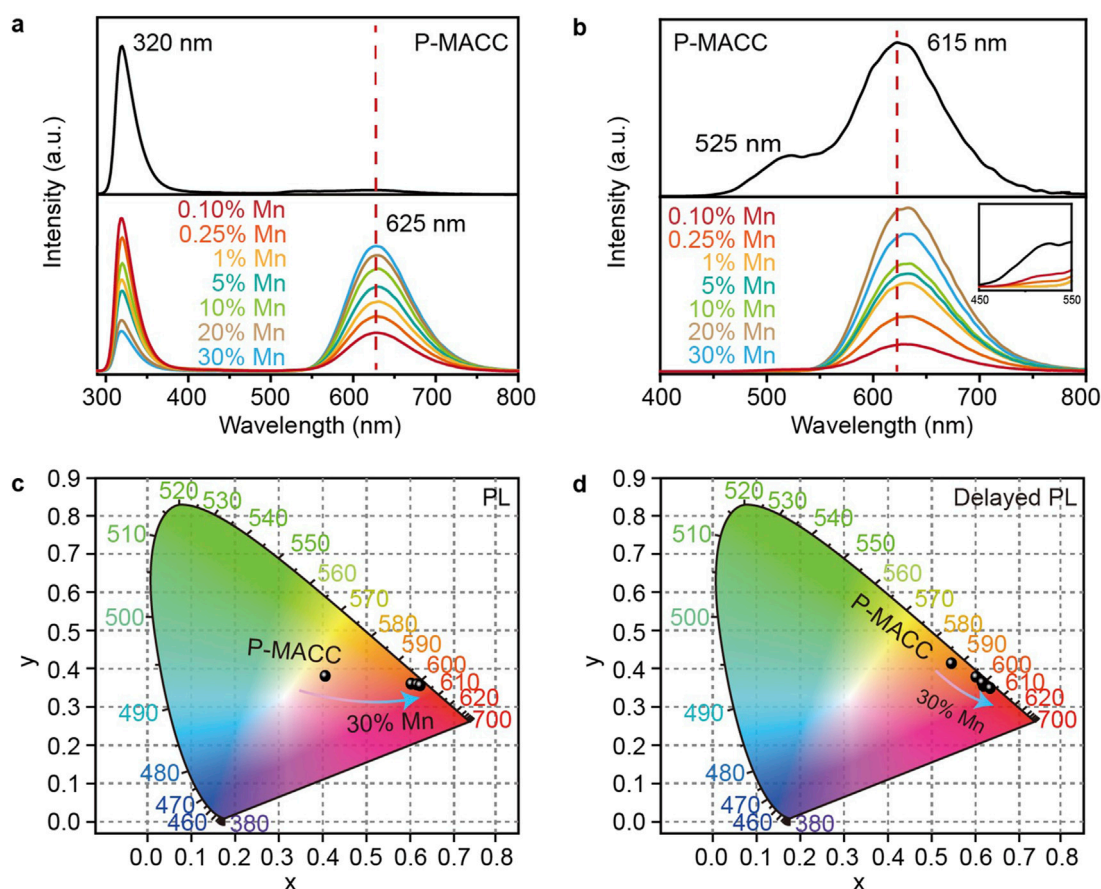 a
320 nm
P-MACC
0.10% Mn
0.25% Mn
1% Mn
5% Mn
10% Mn
20% Mn
30% Mn
625 nm
Intensity (a.u.)
Intensity (a.u.)
300 400 500 600 700 800
Wavelength (nm)
b
P-MACC
615 nm
525 nm
0.10% Mn
0.25% Mn
1% Mn
5% Mn
10% Mn
20% Mn
30% Mn
450 550
Intensity (a.u.)
Intensity (a.u.)
400 500 600 700 800
Wavelength (nm)
c
PL
0.9
0.8
0.7
0.6
0.5
0.4
0.3
0.2
0.1
0.0
y
520
530
540
550
560
570
580
590
600
610
620
700
510
500
490
480
470
460
380
P-MACC
30% Mn
0.0 0.1 0.2 0.3 0.4 0.5 0.6 0.7 0.8
x
d
Delayed PL
0.9
0.8
0.7
0.6
0.5
0.4
0.3
0.2
0.1
0.0
y
520
530
540
550
560
570
580
590
600
610
620
700
510
500
490
480
470
460
380
P-MACC
30% Mn
0.0 0.1 0.2 0.3 0.4 0.5 0.6 0.7 0.8
x